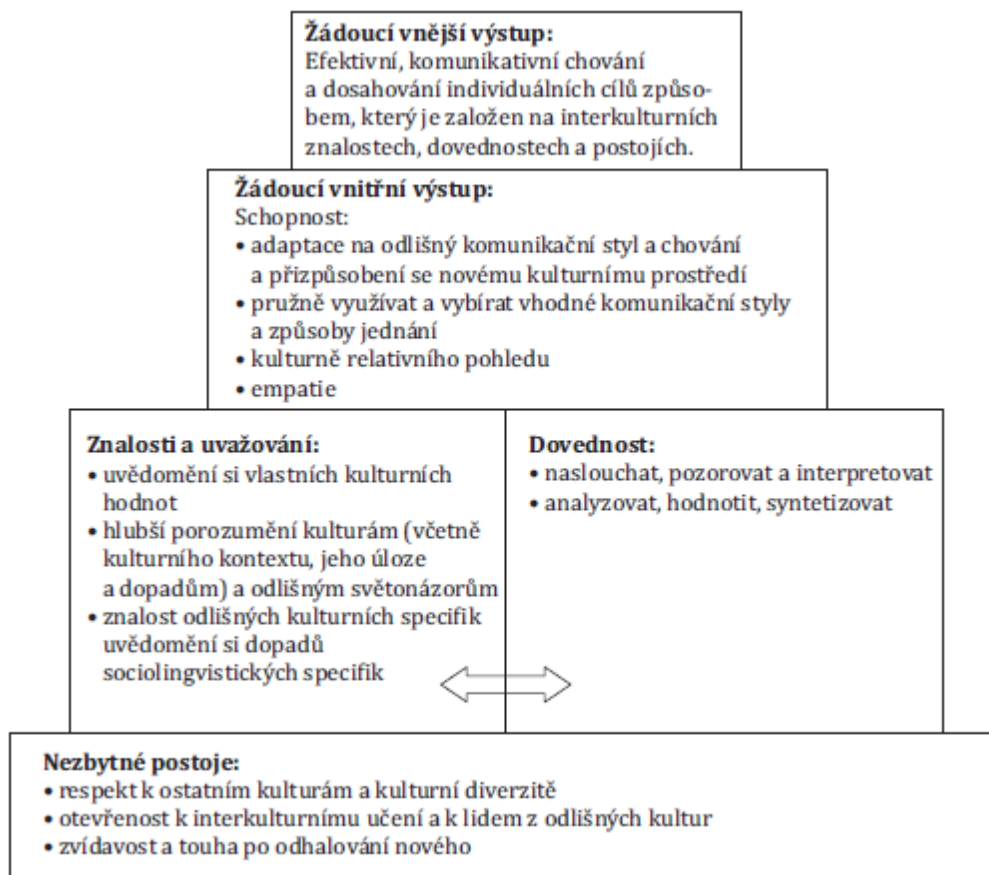 Žádoucí vnější výstup:
Efektivní, komunikativní chování
a dosahování individuálních cílů způso-
bem, který je založen na interkulturních
znalostech, dovednostech a postojích.
Žádoucí vnitřní výstup:
Schopnost:
• adaptace na odlišný komunikační styl a chování
a přizpůsobení se novému kulturnímu prostředí
• pružně využívat a vybírat vhodné komunikační styly
a způsoby jednání
• kulturně relativního pohledu
• empatie
Znalosti a uvažování:
• uvědomění si vlastních kulturních
hodnot
• hlubší porozumění kulturám (včetně
kulturního kontextu, jeho úloze
a dopadům) a odlišným světonázorům
• znalost odlišných kulturních specifik
uvědomění si dopadů
sociolingvistických specifik
Dovednost:
• naslouchat, pozorovat a interpretovat
• analyzovat, hodnotit, syntetizovat
Nezbytné postoje:
• respekt k ostatním kulturám a kulturní diverzitě
• otevřenost k interkulturnímu učení a k lidem z odlišných kultur
• zvídavost a touha po odhalování nového